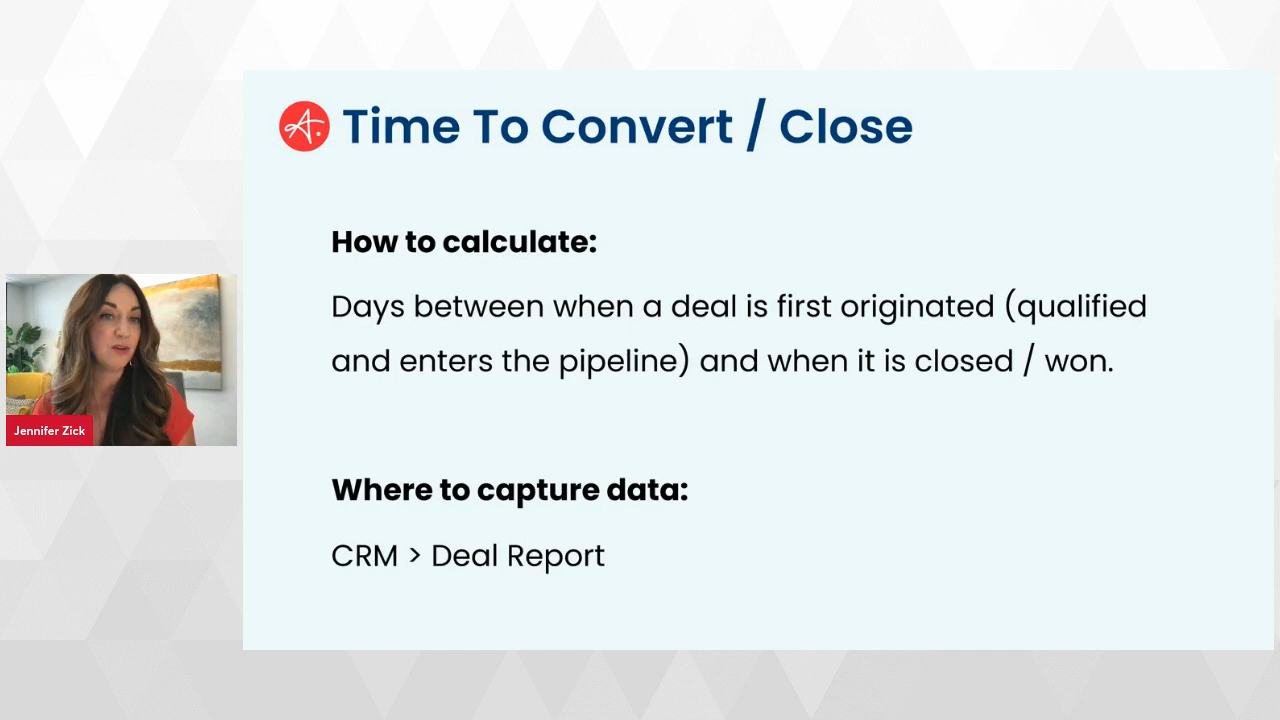 Time To Convert / Close
How to calculate:
Days between when a deal is first originated (qualified
and enters the pipeline) and when it is closed / won.
Where to capture data:
CRM > Deal Report
Jennifer Zick